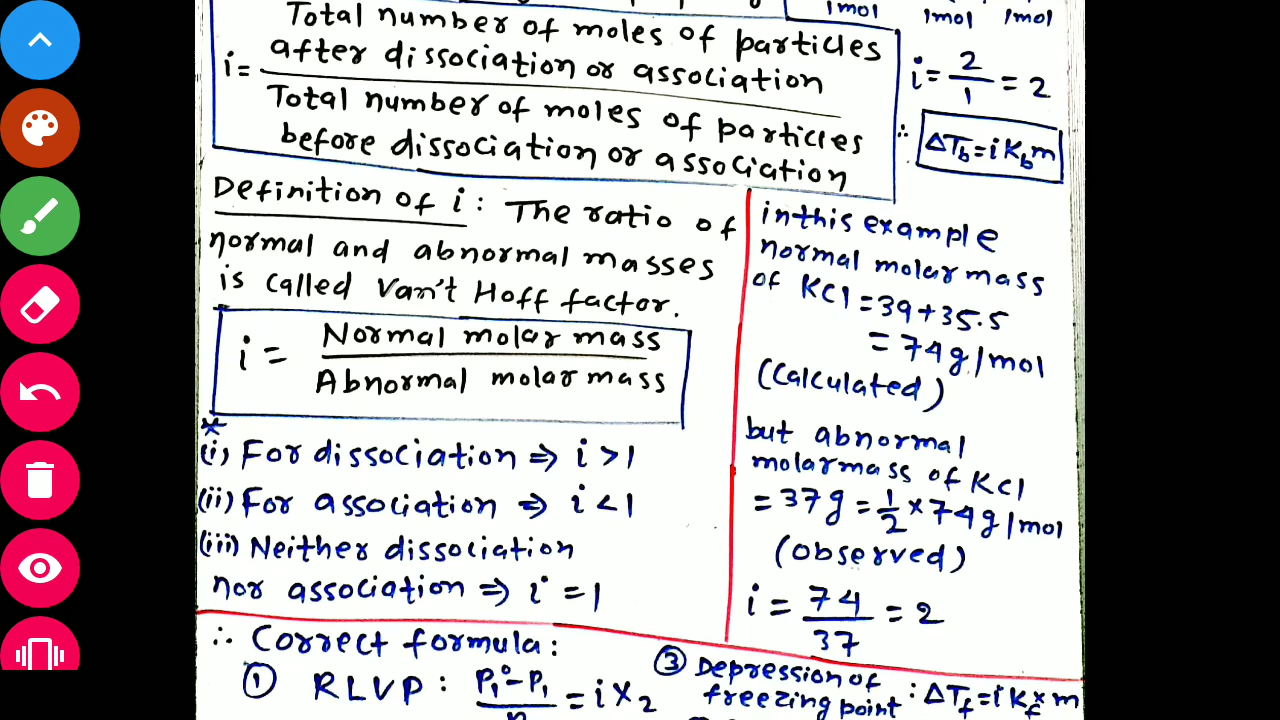 1mol 1mol 1mol
Total number of moles of particles
after dissociation or association
i=
Total number of moles of particles
before dissociation or association
i = 2/1 = 2
∴ ΔTb = i Kb m
Definition of i : The ratio of
normal and abnormal masses
is called Van't Hoff factor.
i = Normal molar mass
Abnormal molar mass
*
(i) For dissociation ⇒ i > 1
(ii) For association ⇒ i < 1
(iii) Neither dissociation
nor association ⇒ i = 1
in this example
normal molar mass
of KCl = 39+35.5
= 74 g/mol
(calculated)
but abnormal
molarmass of KCl
= 37g = 1/2 × 74g/mol
(observed)
i = 74/37 = 2
∴ Correct formula :
① RLVP : P₁°-P₁ = i X₂
③ Depression of
freezing point : ΔTf = i Kf × m